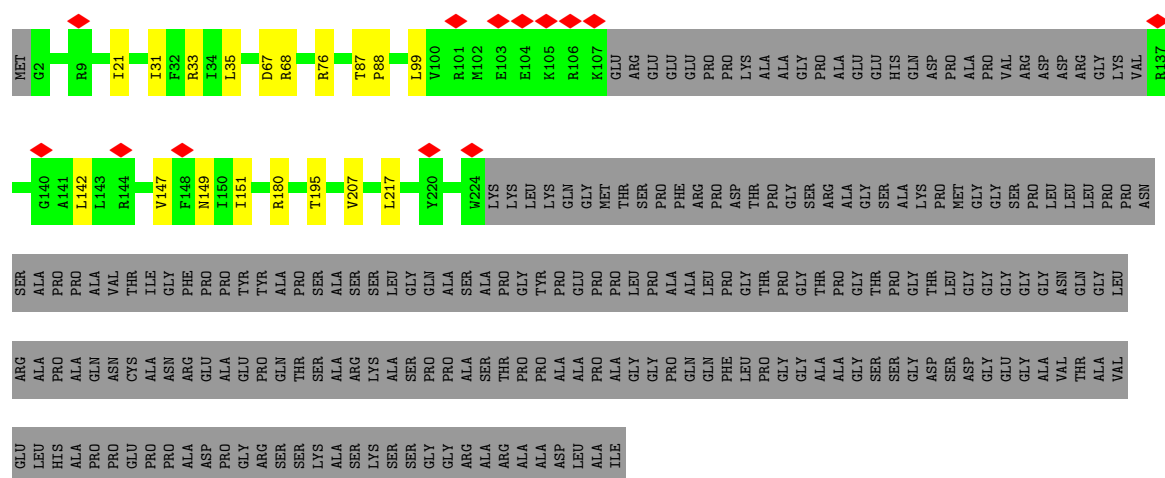 MET G2 R9 I21 I31 F32 R33 I34 L35 D67 R68 R76 T87 P88 L99 V100 R101 M102 E103 E104 K105 R106 K107 GLU ARG GLU GLU GLU PRO PRO LYS ALA ALA GLY PRO ALA GLU GLU HIS GLN ASP PRO ALA PRO VAL ARG ASP ASP ARG GLY LYS VAL R137
G140 A141 L142 L143 R144 V147 F148 N149 I150 I151 R180 T195 V207 L217 Y220 W224 LYS LYS LEU LYS GLN GLY MET THR SER PRO PHE ARG PRO ASP THR PRO GLY SER ARG ALA GLY SER ALA LYS PRO MET GLY GLY SER PRO LEU LEU LEU PRO PRO ASN
SER ALA PRO PRO ALA VAL THR ILE GLY PHE PRO PRO TYR TYR ALA PRO SER ALA SER SER LEU GLY GLN ALA SER ALA PRO GLY TYR PRO GLU PRO PRO LEU PRO ALA ALA LEU PRO GLY THR PRO GLY THR PRO GLY SER THR PRO GLY THR LEU GLY GLY GLY GLY ASN GLN GLY LEU
ARG ALA PRO ALA GLN ASN CYS ALA ASN ARG GLU ALA GLU PRO GLN THR SER ALA ARG LYS ALA SER PRO PRO ALA SER THR PRO PRO ALA ALA PRO ALA GLY GLY PRO GLN GLN PHE LEU PRO GLY GLY ALA ALA GLY SER SER GLY ASP SER ASP GLY GLU GLY ALA VAL THR ALA VAL
GLU LEU HIS ALA PRO PRO GLU PRO PRO ALA ASP PRO GLY ARG SER SER LYS ALA SER LYS SER SER GLY GLY ARG ALA ARG ALA ALA ASP LEU ALA ILE